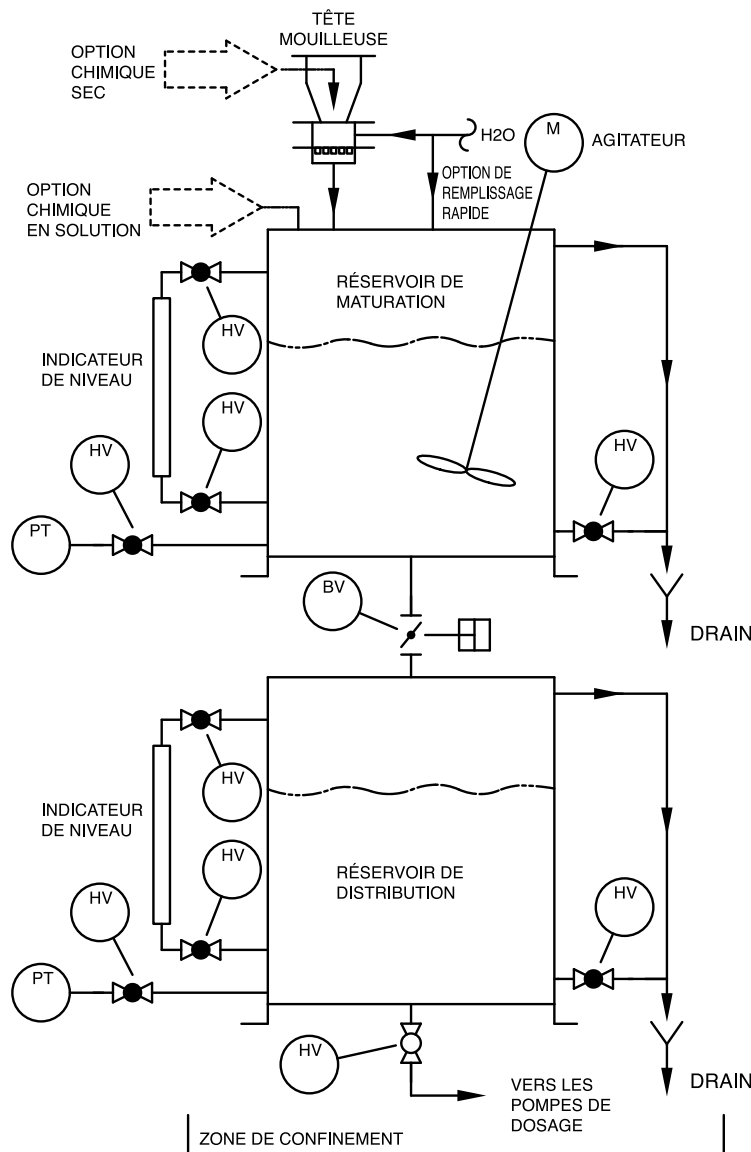 TÊTE
MOUILLEUSE
OPTION
CHIMIQUE
SEC
H2O
M
AGITATEUR
OPTION DE
REMPLISSAGE
RAPIDE
OPTION
CHIMIQUE
EN SOLUTION
RÉSERVOIR DE
MATURATION
HV
INDICATEUR
DE NIVEAU
HV
HV
HV
PT
BV
DRAIN
HV
INDICATEUR
DE NIVEAU
HV
RÉSERVOIR DE
DISTRIBUTION
HV
HV
PT
HV
DRAIN
VERS LES
POMPES DE
DOSAGE
ZONE DE CONFINEMENT